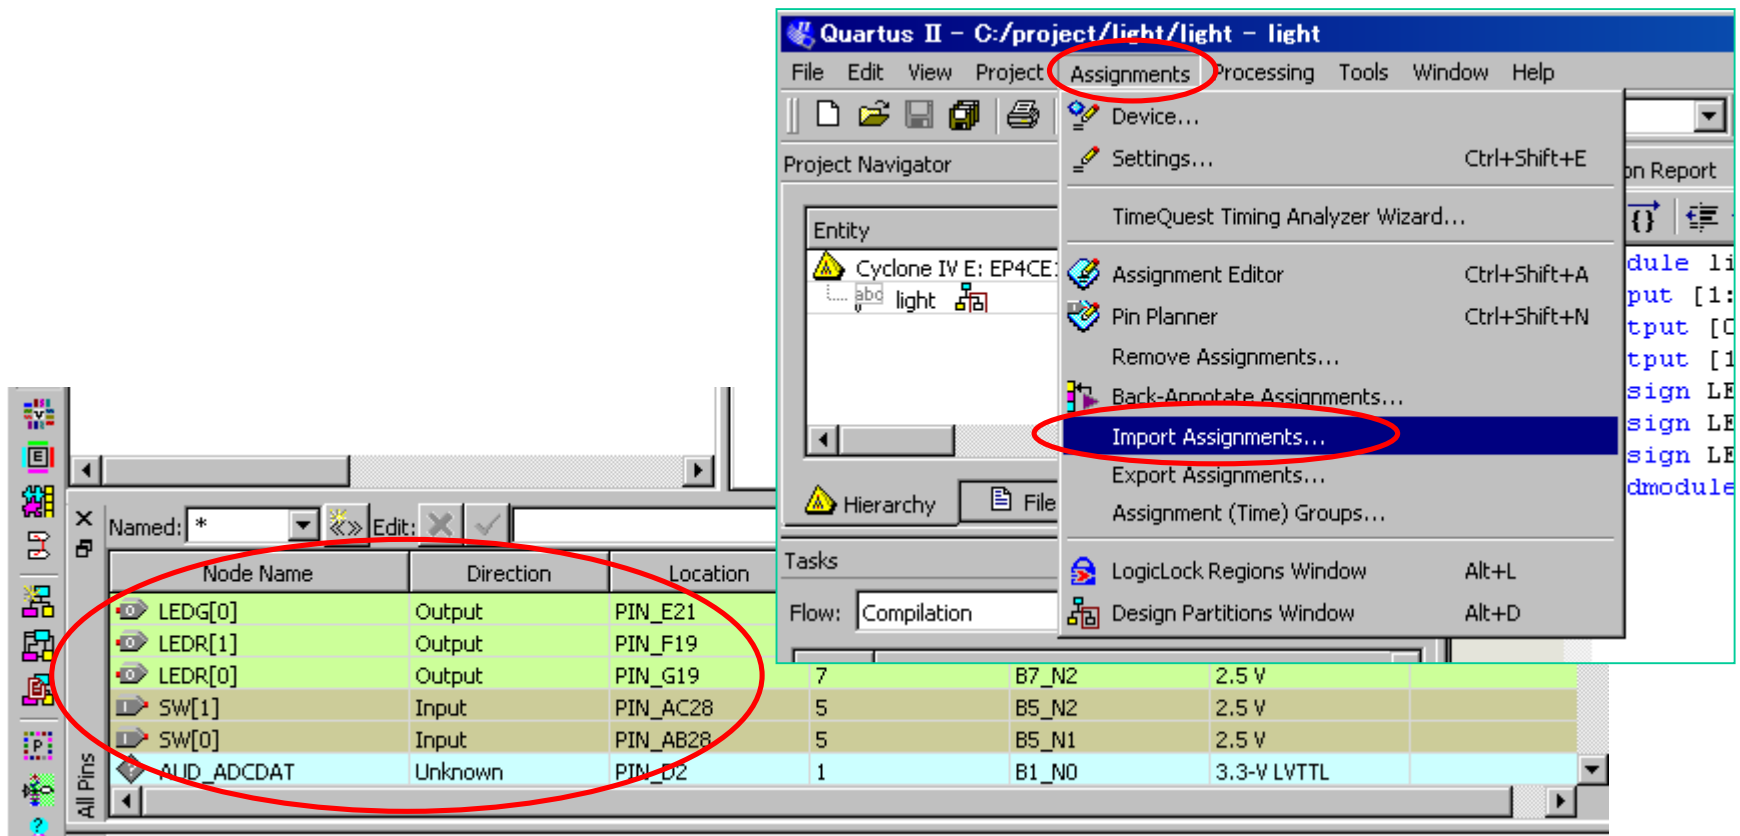 Quartus II - C:/project/light/light - light
File Edit View Project Assignments Processing Tools Window Help
Device...
Settings... Ctrl+Shift+E
TimeQuest Timing Analyzer Wizard...
Assignment Editor Ctrl+Shift+A
Pin Planner Ctrl+Shift+N
Remove Assignments...
Back-Annotate Assignments...
Import Assignments...
Export Assignments...
Assignment (Time) Groups...
LogicLock Regions Window Alt+L
Design Partitions Window Alt+D
Project Navigator
Entity
Cyclone IV E: EP4CE
abc light
Hierarchy File
Tasks
Flow: Compilation
on Report
dule li
put [1:
tput [0
tput [1
sign LE
sign LE
sign LE
dmodule
Named: * Edit:
Node Name Direction Location
LEDG[0] Output PIN_E21
LEDR[1] Output PIN_F19
LEDR[0] Output PIN_G19 7 B7_N2 2.5 V
SW[1] Input PIN_AC28 5 B5_N2 2.5 V
SW[0] Input PIN_AB28 5 B5_N1 2.5 V
AUD_ADCDAT Unknown PIN_D2 1 B1_N0 3.3-V LVTTL
All Pins